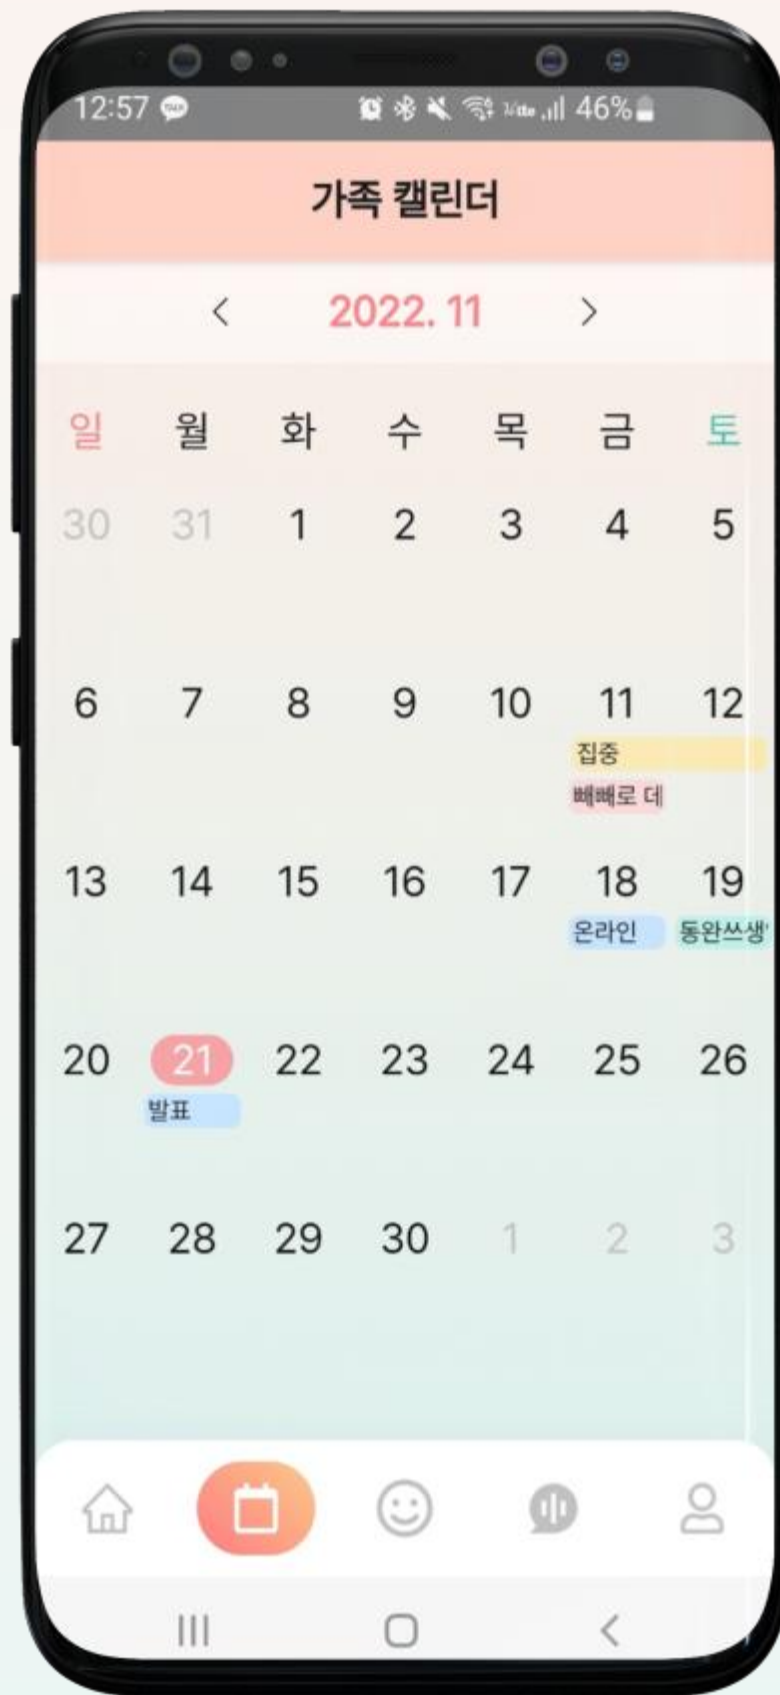 12:57 46%
가족 캘린더
< 2022. 11 >
일 월 화 수 목 금 토
30 31 1 2 3 4 5
6 7 8 9 10 11 12
집중
빼빼로 데
13 14 15 16 17 18 19
온라인 동완쓰생
20 21 22 23 24 25 26
발표
27 28 29 30 1 2 3